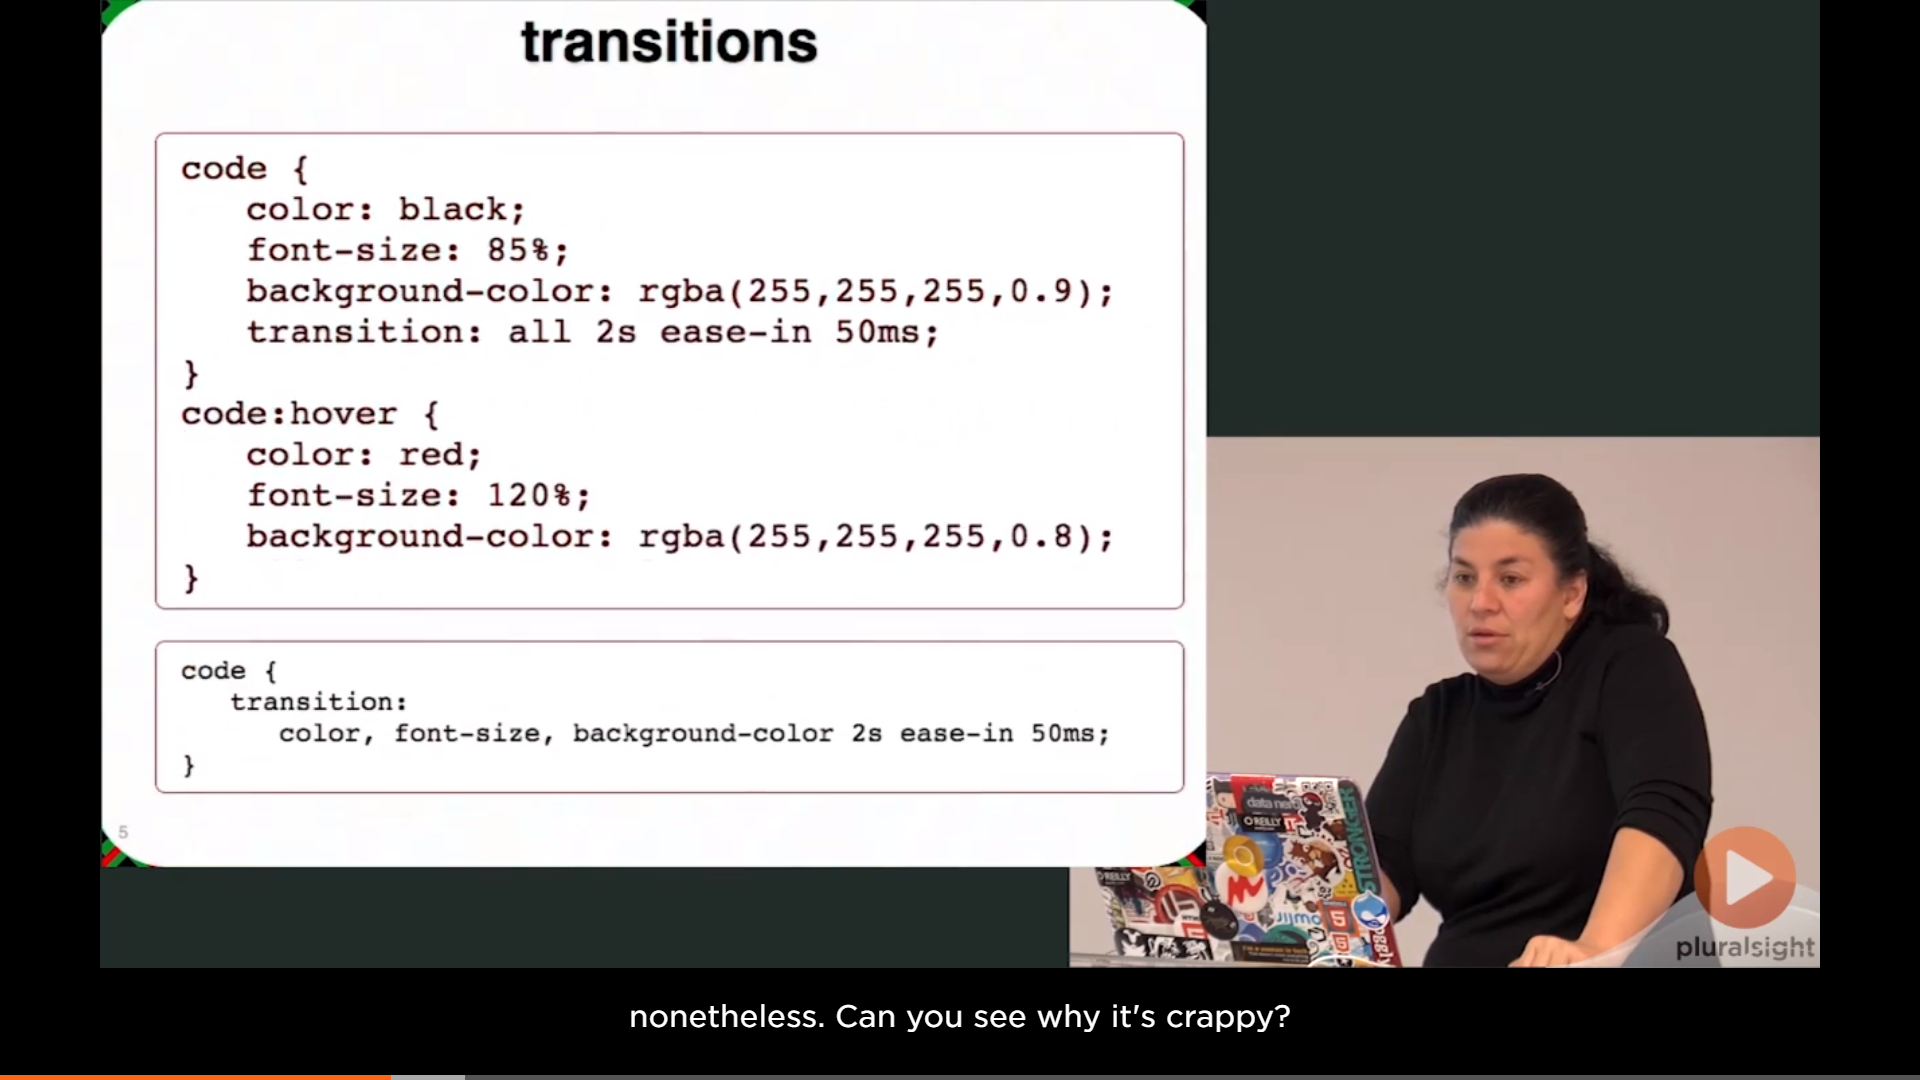 transitions
code {
color: black;
font-size: 85%;
background-color: rgba(255,255,255,0.9);
transition: all 2s ease-in 50ms;
}
code:hover {
color: red;
font-size: 120%;
background-color: rgba(255,255,255,0.8);
}
code {
transition:
color, font-size, background-color 2s ease-in 50ms;
}
5
data nerd
O'REILLY
STRONGER
O'REILLY
pluralsight
nonetheless. Can you see why it's crappy?